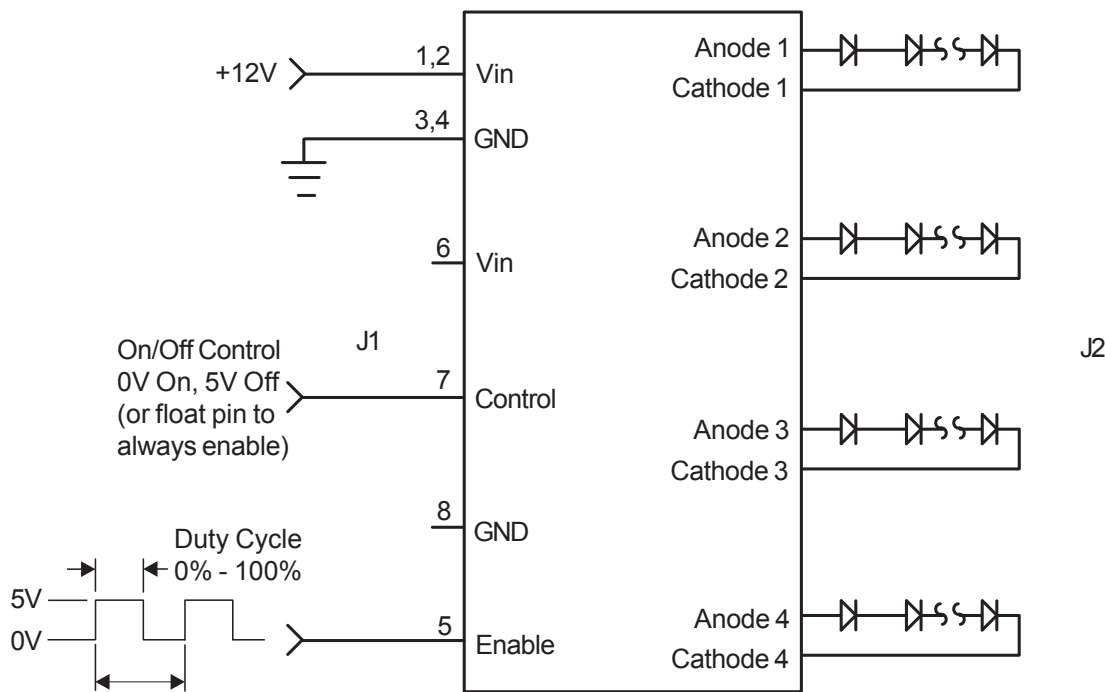 +12V
1,2
Vin
3,4
GND
6
Vin
J1
On/Off Control
0V On, 5V Off
(or float pin to
always enable)
7
Control
8
GND
Duty Cycle
0% - 100%
5V
0V
5
Enable
Anode 1
Cathode 1
Anode 2
Cathode 2
J2
Anode 3
Cathode 3
Anode 4
Cathode 4